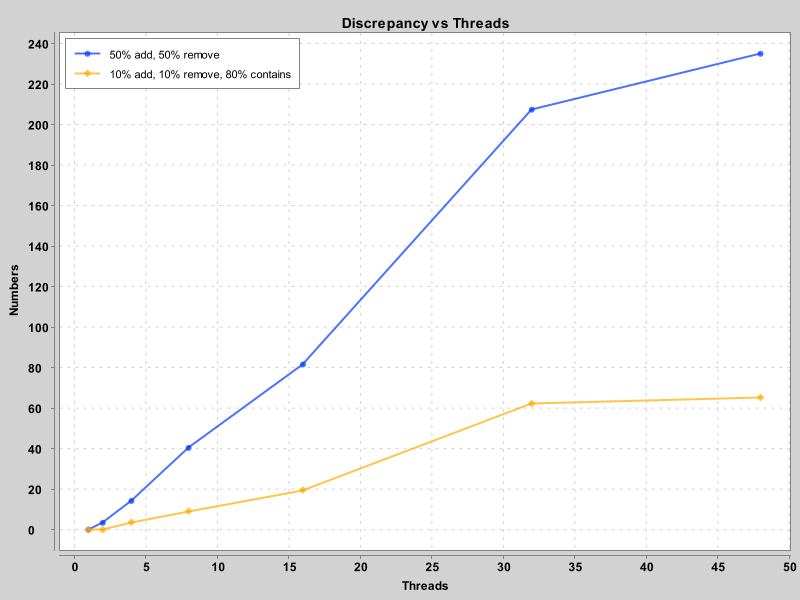 Discrepancy vs Threads
50% add, 50% remove
10% add, 10% remove, 80% contains
240
220
200
180
160
140
120
100
80
60
40
20
0
Numbers
0 5 10 15 20 25 30 35 40 45 50
Threads